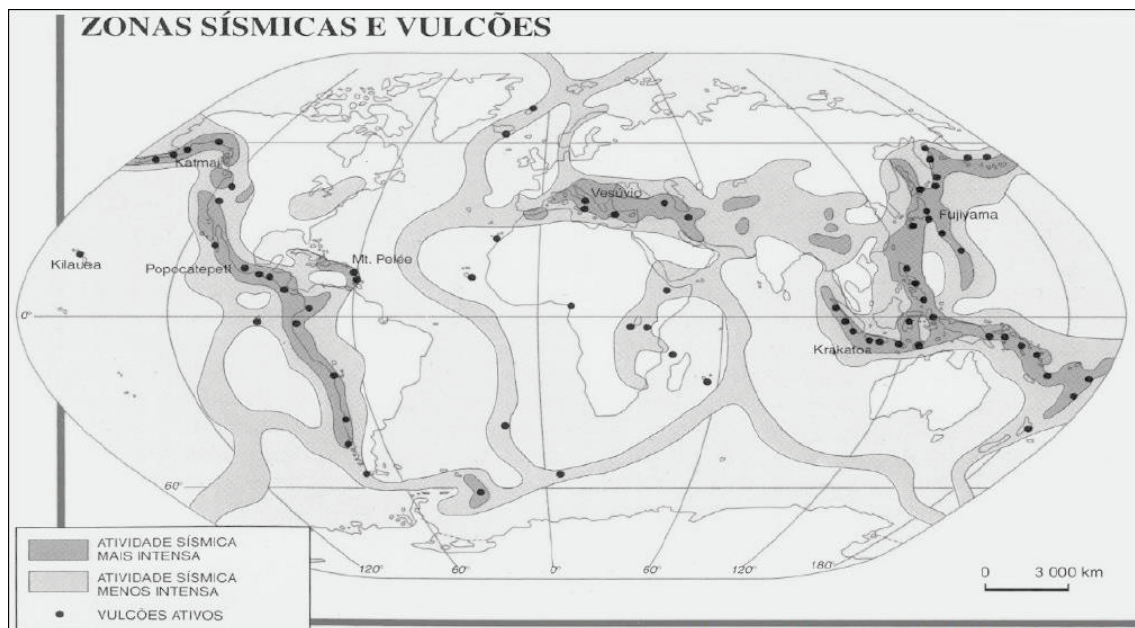 ZONAS SÍSMICAS E VULCÕES
Katmai
Vesúvio
Fujiyama
Kilauea
Popocatepetl
Mt. Pelée
0°
Krakatoa
60°
120°
60°
0°
60°
120°
180°
0 3 000 km
ATIVIDADE SÍSMICA
MAIS INTENSA
ATIVIDADE SÍSMICA
MENOS INTENSA
VULCÕES ATIVOS